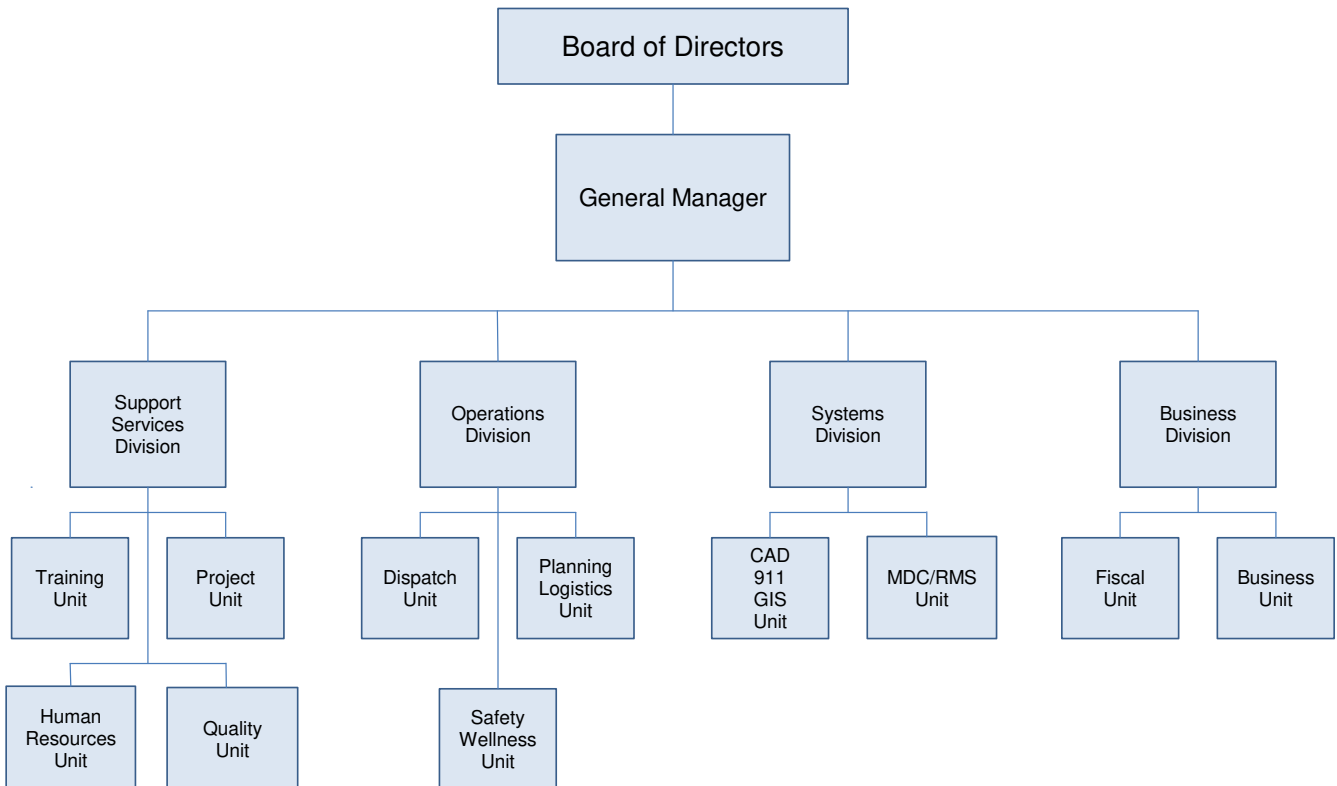 Board of Directors
General Manager
Support
Services
Division
Operations
Division
Systems
Division
Business
Division
Training
Unit
Project
Unit
Dispatch
Unit
Planning
Logistics
Unit
CAD
911
GIS
Unit
MDC/RMS
Unit
Fiscal
Unit
Business
Unit
Human
Resources
Unit
Quality
Unit
Safety
Wellness
Unit